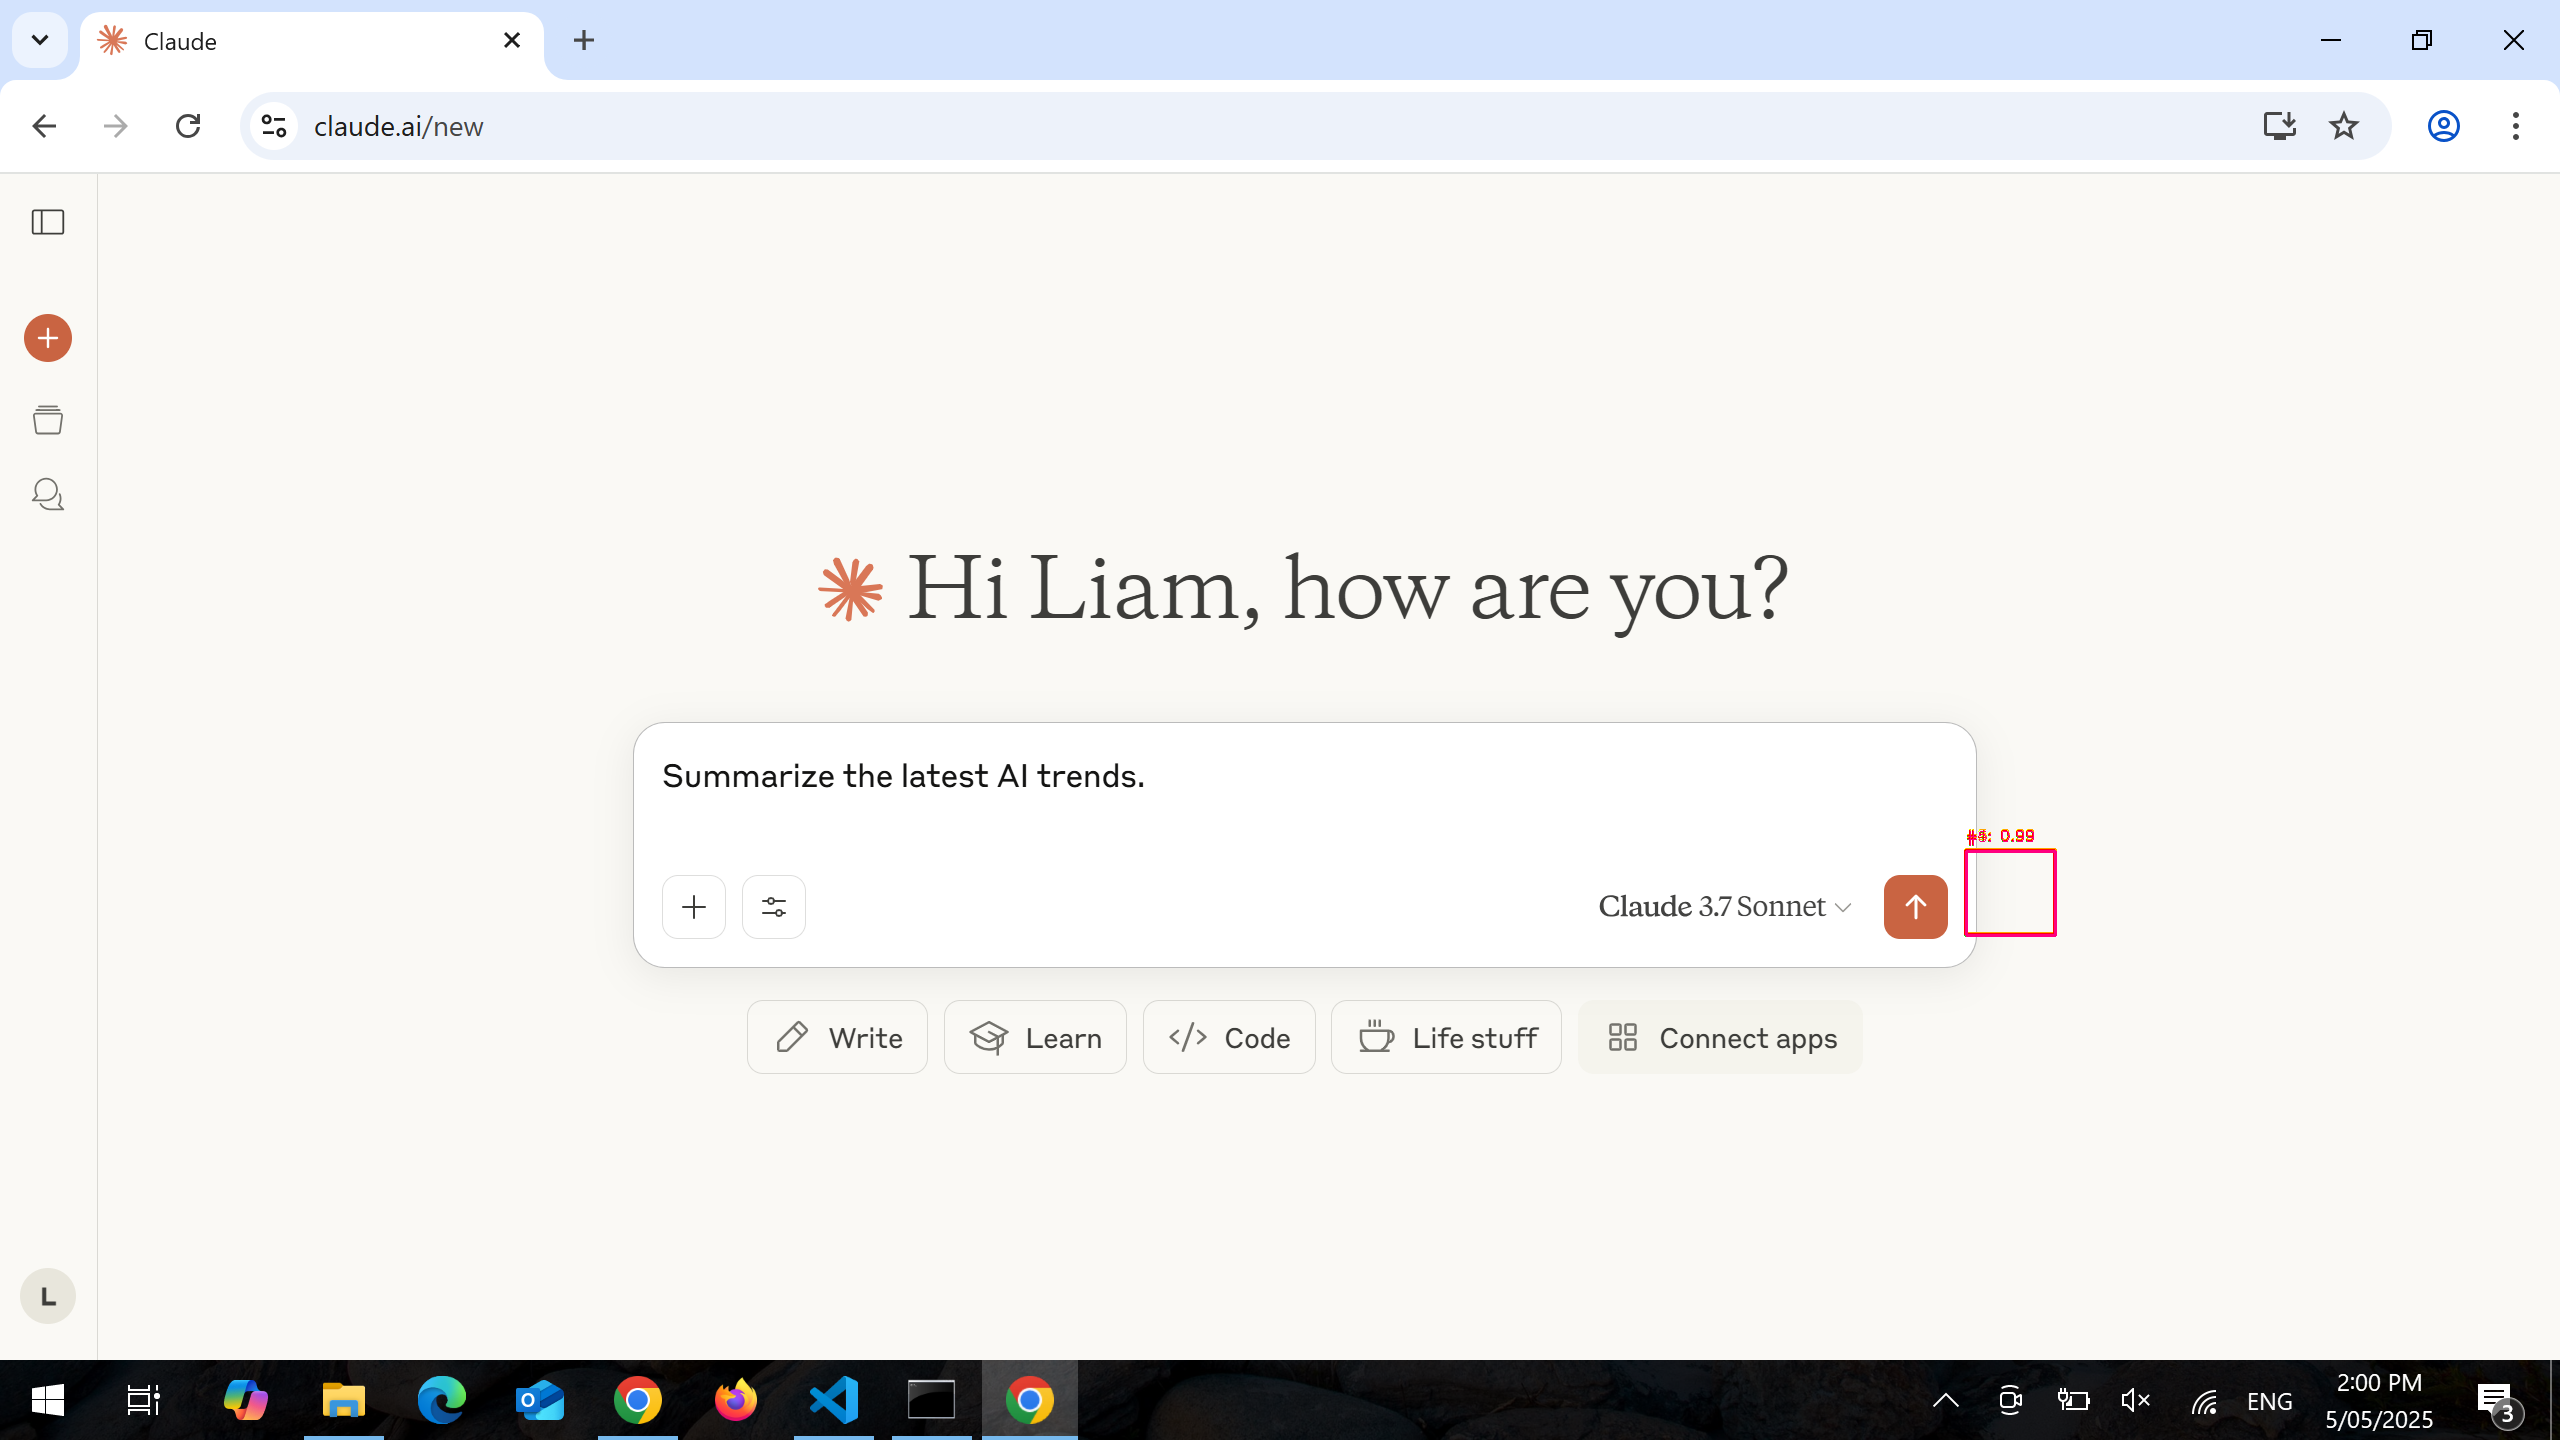 Claude
claude.ai/new
Hi Liam, how are you?
Summarize the latest AI trends.
0.99
Claude 3.7 Sonnet
Write
Learn
Code
Life stuff
Connect apps
L
ENG
2:00 PM
5/05/2025
3